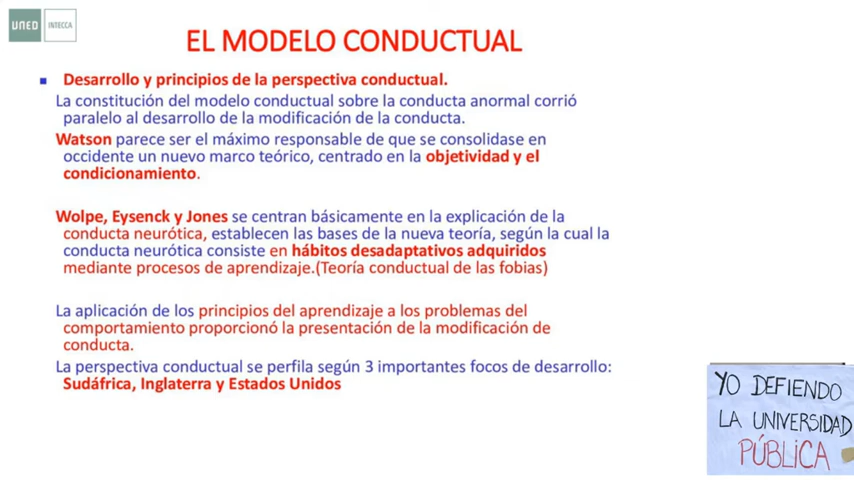 UNED
INTECCA
EL MODELO CONDUCTUAL
Desarrollo y principios de la perspectiva conductual.
La constitución del modelo conductual sobre la conducta anormal corrió
paralelo al desarrollo de la modificación de la conducta.
Watson parece ser el máximo responsable de que se consolidase en
occidente un nuevo marco teórico, centrado en la objetividad y el
condicionamiento.
Wolpe, Eysenck y Jones se centran básicamente en la explicación de la
conducta neurótica, establecen las bases de la nueva teoría, según la cual la
conducta neurótica consiste en hábitos desadaptativos adquiridos
mediante procesos de aprendizaje.(Teoría conductual de las fobias)
La aplicación de los principios del aprendizaje a los problemas del
comportamiento proporcionó la presentación de la modificación de
conducta.
La perspectiva conductual se perfila según 3 importantes focos de desarrollo:
Sudáfrica, Inglaterra y Estados Unidos
YO DEFIENDO
LA UNIVERSIDAD
PÚBLICA